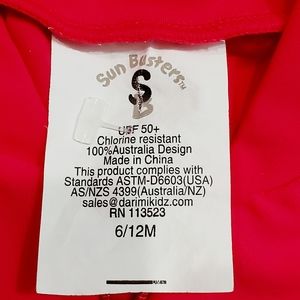 Sun Busters™
S
B
UPF 50+
Chlorine resistant
100%Australia Design
Made in China
This product complies with
Standards ASTM-D6603(USA)
AS/NZS 4399(Australia/NZ)
sales@darimikidz.com
RN 113523
6/12M